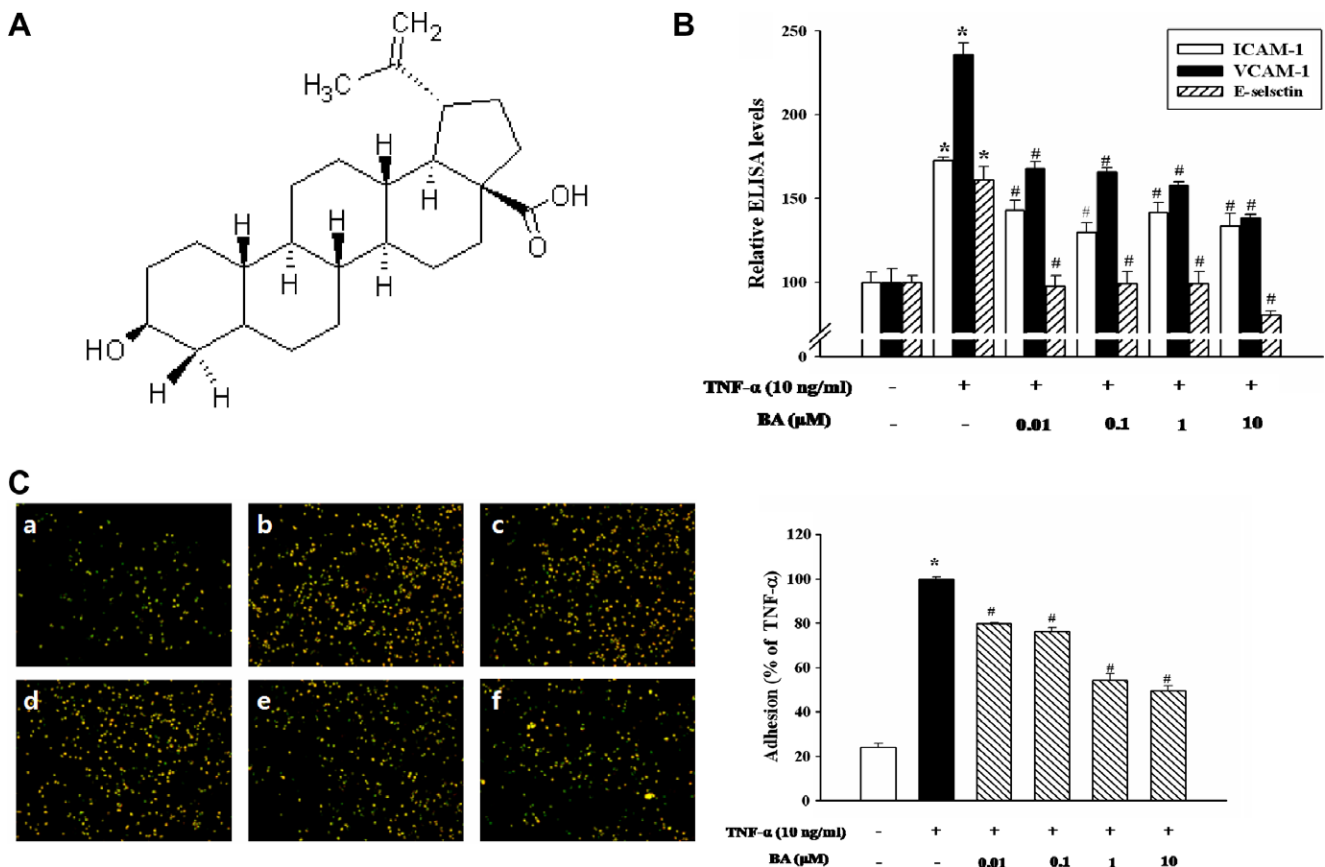 A
CH2
H3C
H
H
H
OH
O
H
H
H
HO
H
H
B
250
200
150
100
0
Relative ELISA levels
ICAM-1
VCAM-1
E-selsctin
* * *
# # #
# # #
# # #
# # #
TNF-α (10 ng/ml) - + + + + +
BA (μM) - - 0.01 0.1 1 10
C
a b c
d e f
120
100
80
60
40
20
0
Adhesion (% of TNF-α)
* # # # #
TNF-α (10 ng/ml) - + + + + +
BA (μM) - - 0.01 0.1 1 10